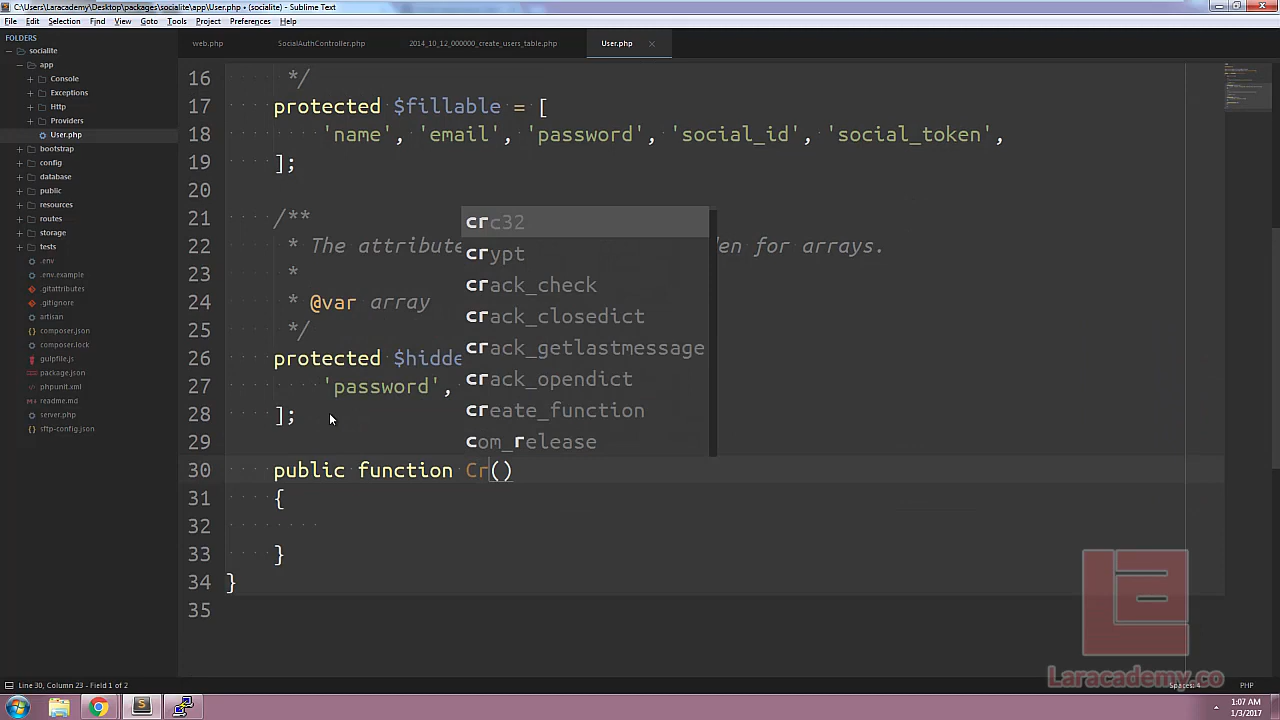 C:\Users\Laracademy\Desktop\packages\socialite\app\User.php • (socialite) - Sublime Text
File Edit Selection Find View Goto Tools Project Preferences Help
FOLDERS
socialite
app
Console
Exceptions
Http
Providers
User.php
bootstrap
config
database
public
resources
routes
storage
tests
.env
.env.example
.gitattributes
.gitignore
artisan
composer.json
composer.lock
gulpfile.js
package.json
phpunit.xml
readme.md
server.php
sftp-config.json
web.php SocialAuthController.php 2014_10_12_000000_create_users_table.php User.php
16 */
17 protected $fillable = [
18 'name', 'email', 'password', 'social_id', 'social_token',
19 ];
20
21 /**
22 * The attribute den for arrays.
23 *
24 * @var array
25 */
26 protected $hidde
27 'password',
28 ];
29
30 public function Cr()
31 {
32
33 }
34 }
35
crc32
crypt
crack_check
crack_closedict
crack_getlastmessage
crack_opendict
create_function
com_release
Laracademy.co
Line 30, Column 23 - Field 1 of 2 Spaces: 4 PHP
1:07 AM
1/3/2017